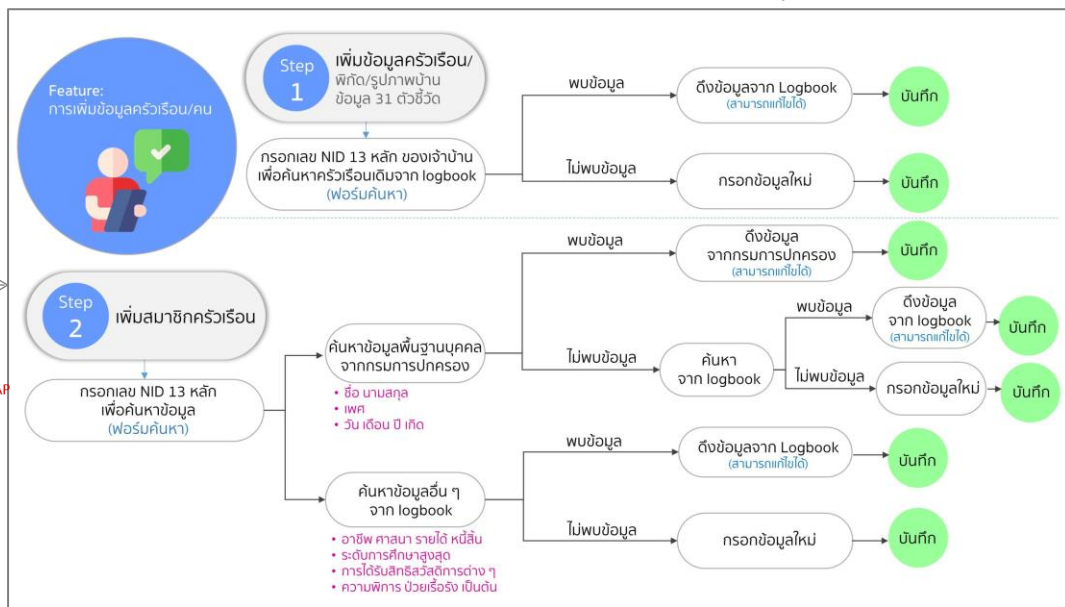 Feature:
การเพิ่มข้อมูลครัวเรือน/คน
Step
1
เพิ่มข้อมูลครัวเรือน/
พิกัด/รูปภาพบ้าน
ข้อมูล 31 ตัวชี้วัด
กรอกเลข NID 13 หลัก ของเจ้าบ้าน
เพื่อค้นหาครัวเรือนเดิมจาก logbook
(ฟอร์มค้นหา)
พบข้อมูล
ดึงข้อมูลจาก Logbook
(สามารถแก้ไขได้)
บันทึก
ไม่พบข้อมูล
กรอกข้อมูลใหม่
บันทึก
Step
2
เพิ่มสมาชิกครัวเรือน
กรอกเลข NID 13 หลัก
เพื่อค้นหาข้อมูล
(ฟอร์มค้นหา)
ค้นหาข้อมูลพื้นฐานบุคคล
จากกรมการปกครอง
• ชื่อ นามสกุล
• เพศ
• วัน เดือน ปี เกิด
พบข้อมูล
ดึงข้อมูล
จากกรมการปกครอง
(สามารถแก้ไขได้)
บันทึก
ไม่พบข้อมูล
ค้นหา
จาก logbook
พบข้อมูล
ดึงข้อมูล
จาก logbook
(สามารถแก้ไขได้)
บันทึก
ไม่พบข้อมูล
กรอกข้อมูลใหม่
บันทึก
ค้นหาข้อมูลอื่น ๆ
จาก logbook
• อาชีพ ศาสนา รายได้ หนี้สิ้น
• ระดับการศึกษาสูงสุด
• การได้รับสิทธิสวัสดิการต่าง ๆ
• ความพิการ ป่วยเรื้อรัง เป็นต้น
พบข้อมูล
ดึงข้อมูลจาก Logbook
(สามารถแก้ไขได้)
บันทึก
ไม่พบข้อมูล
กรอกข้อมูลใหม่
บันทึก